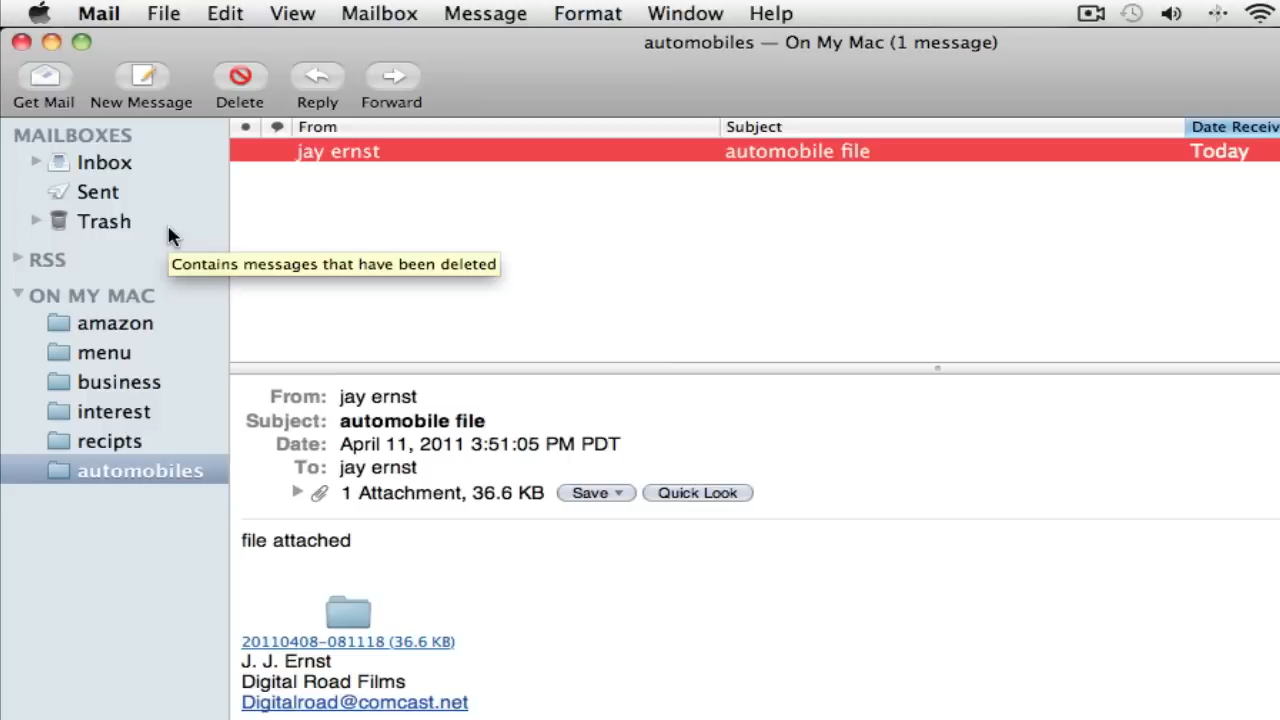 Mail File Edit View Mailbox Message Format Window Help
automobiles — On My Mac (1 message)
Get Mail New Message Delete Reply Forward
MAILBOXES
Inbox
Sent
Trash
RSS
ON MY MAC
amazon
menu
business
interest
recipts
automobiles
From Subject Date Receiv
jay ernst automobile file Today
Contains messages that have been deleted
From: jay ernst
Subject: automobile file
Date: April 11, 2011 3:51:05 PM PDT
To: jay ernst
1 Attachment, 36.6 KB Save Quick Look
file attached
20110408-081118 (36.6 KB)
J. J. Ernst
Digital Road Films
Digitalroad@comcast.net